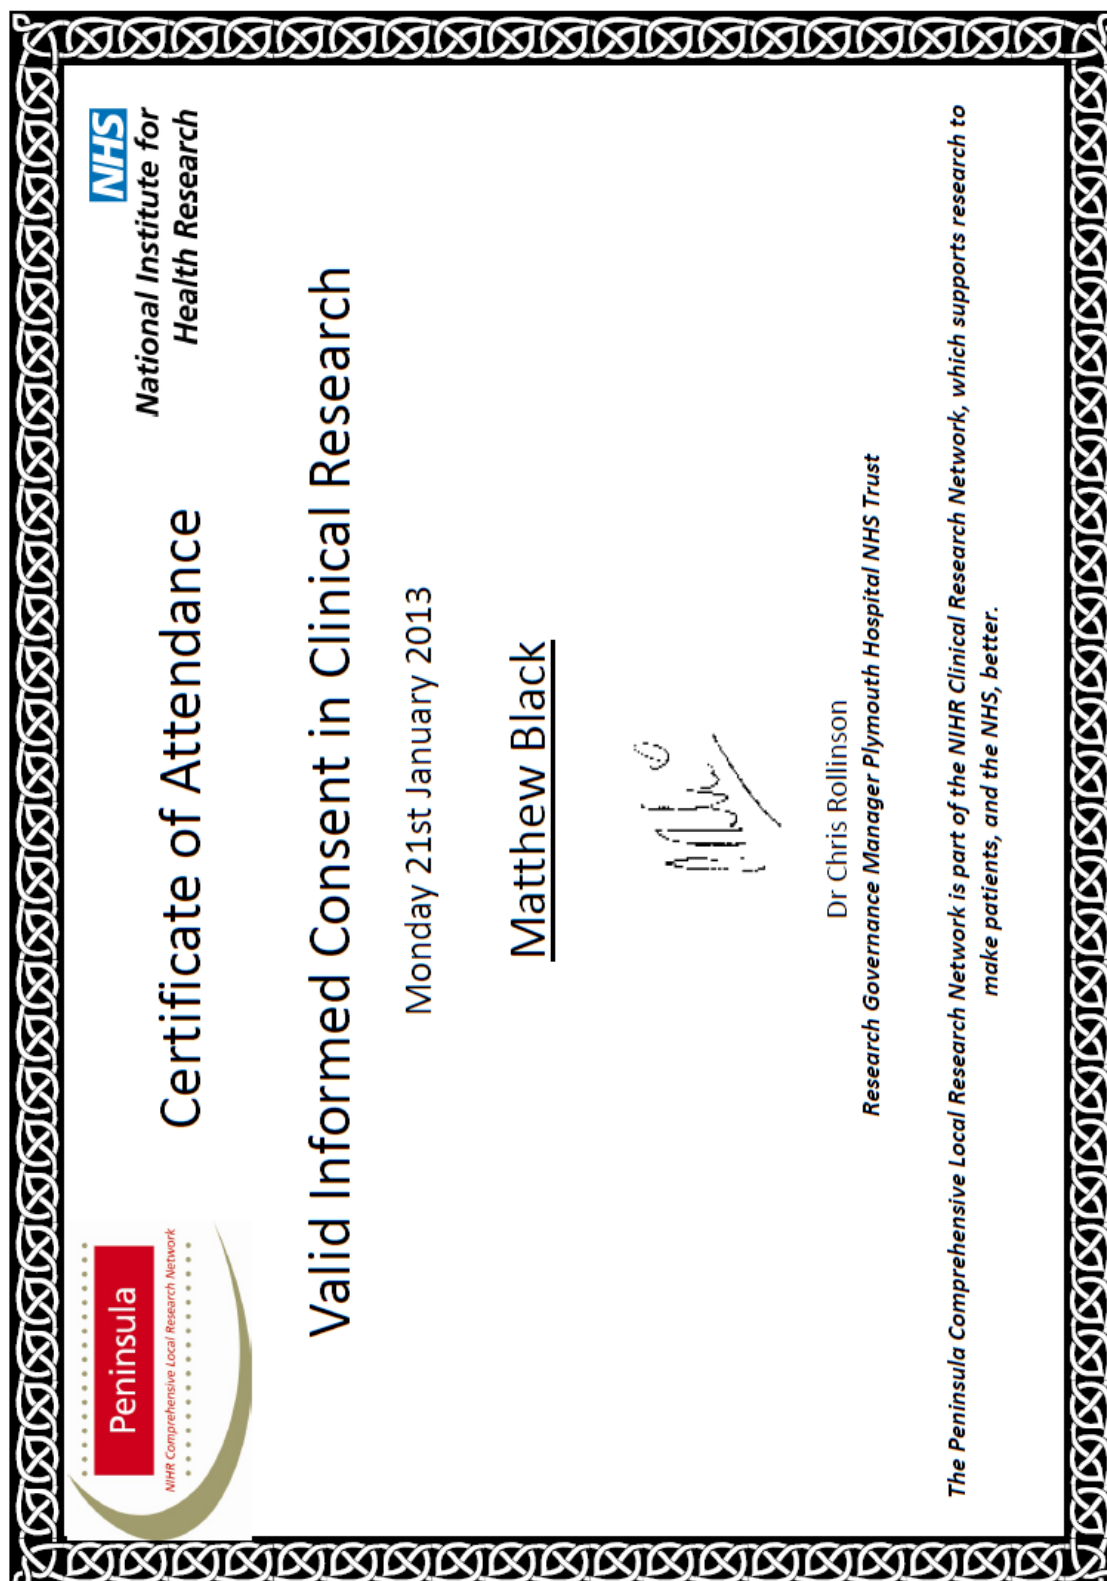 Peninsula
NIHR Comprehensive Local Research Network
NHS
National Institute for
Health Research
Certificate of Attendance
Valid Informed Consent in Clinical Research
Monday 21st January 2013
Matthew Black
Dr Chris Rollinson
Research Governance Manager Plymouth Hospital NHS Trust
The Peninsula Comprehensive Local Research Network is part of the NIHR Clinical Research Network, which supports research to
make patients, and the NHS, better.